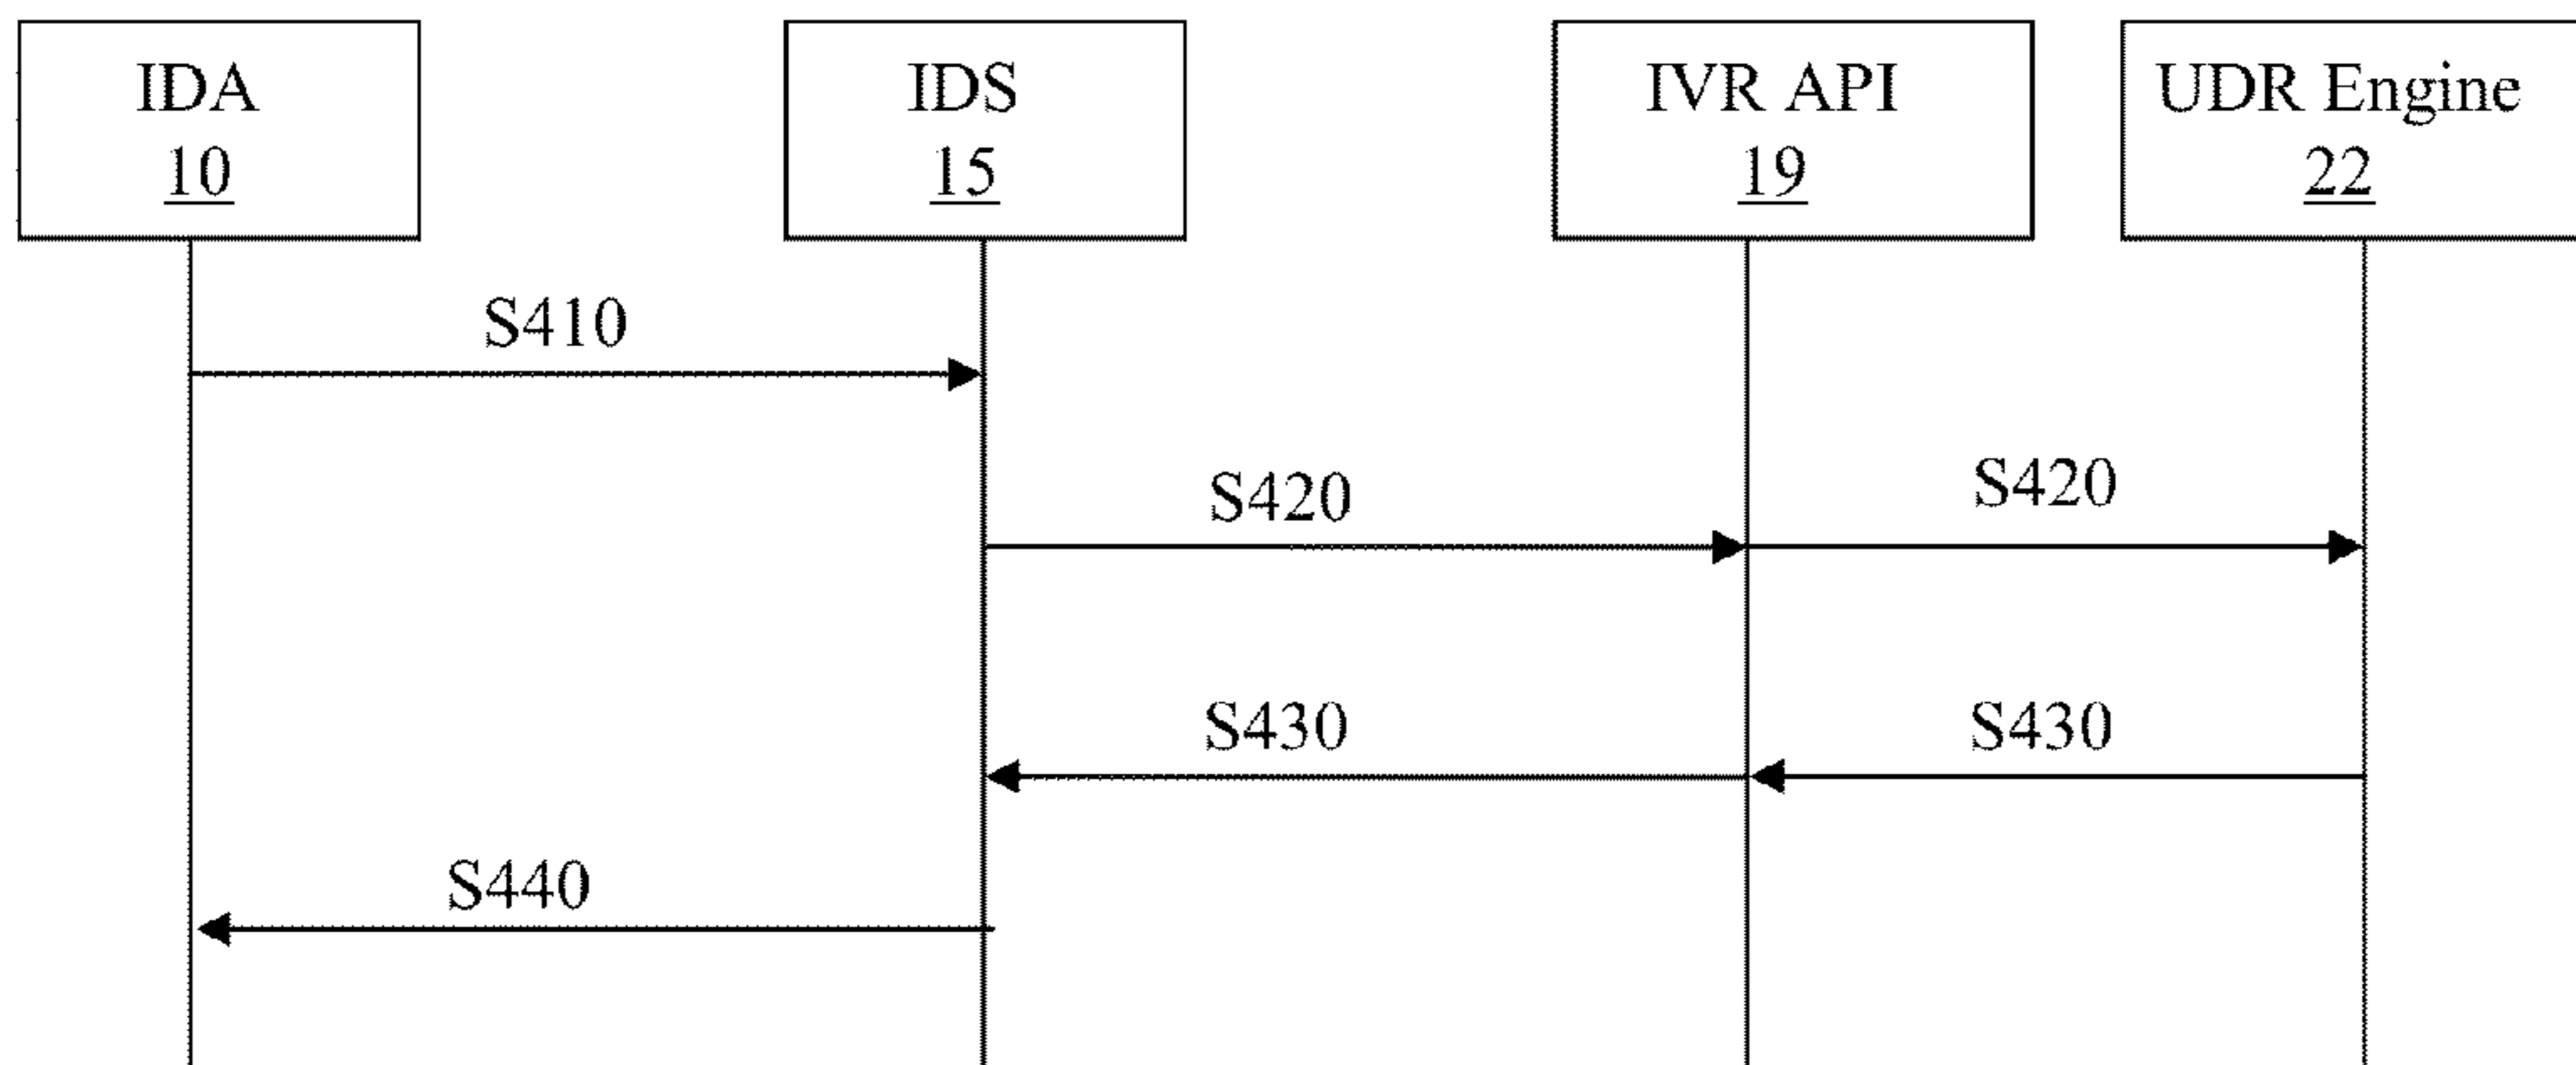 IDA
10
IDS
15
IVR API
19
UDR Engine
22
S410
S420
S420
S430
S430
S440